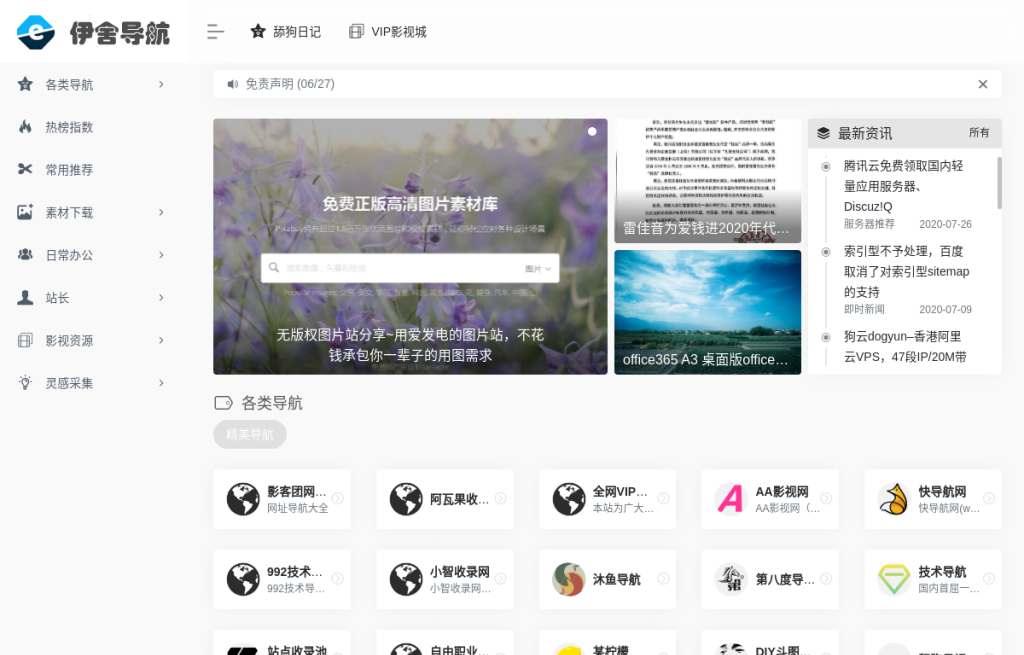 伊舍导航
舔狗日记
VIP影视城
免责声明 (06/27)
各类导航
热榜指数
常用推荐
素材下载
日常办公
站长
影视资源
灵感采集
免费正版高清图片素材库
图片
无版权图片站分享~用爱发电的图片站，不花
钱承包你一辈子的用图需求
雷佳音为爱钱进2020年代...
office365 A3 桌面版office...
最新资讯
所有
腾讯云免费领取国内轻
量应用服务器、
Discuz!Q
服务器推荐
2020-07-26
索引型不予处理，百度
取消了对索引型sitemap
的支持
即时新闻
2020-07-09
狗云dogyun–香港阿里
云VPS，47段IP/20M带
各类导航
精美导航
影客团网...
网址导航大全
阿瓦果收...
全网VIP...
本站为广大...
AA影视网
AA影视网（...
快导航网
快导航网(w...
992技术...
992技术导...
小智收录网
小智收录网...
沐鱼导航
第八度导...
技术导航
国内首屈一...
站点收录池
自由职业...
某柠檬
DIY斗图...